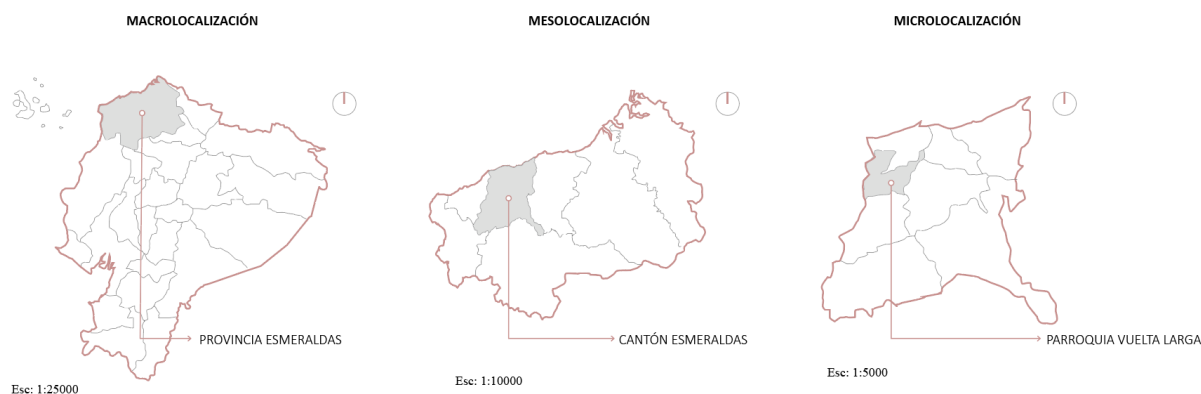 MACROLOCALIZACIÓN
MESOLOCALIZACIÓN
MICROLOCALIZACIÓN
PROVINCIA ESMERALDAS
CANTÓN ESMERALDAS
PARROQUIA VUELTA LARGA
Esc: 1:25000
Esc: 1:10000
Esc: 1:5000